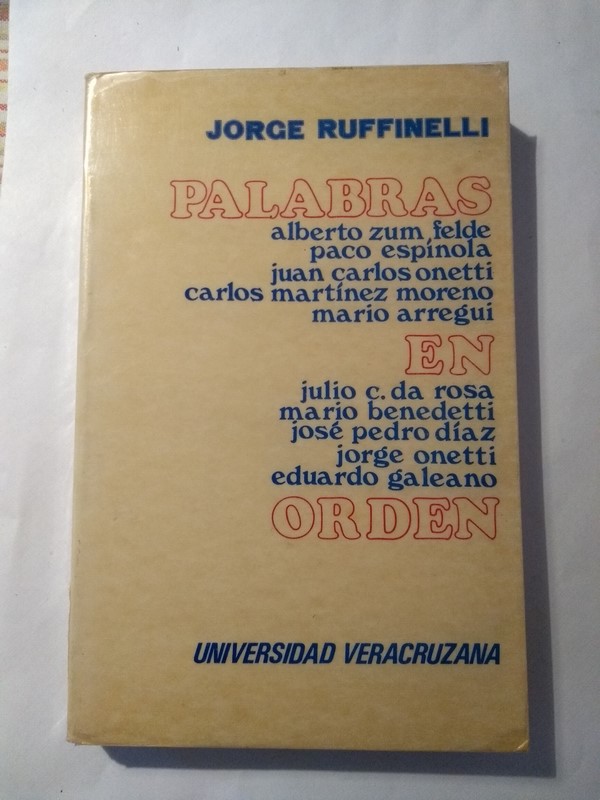 JORGE RUFFINELLI
PALABRAS
alberto zum felde
paco espínola
juan carlos onetti
carlos martínez moreno
mario arregui
EN
julio c. da rosa
mario benedetti
josé pedro díaz
jorge onetti
eduardo galeano
ORDEN
UNIVERSIDAD VERACRUZANA